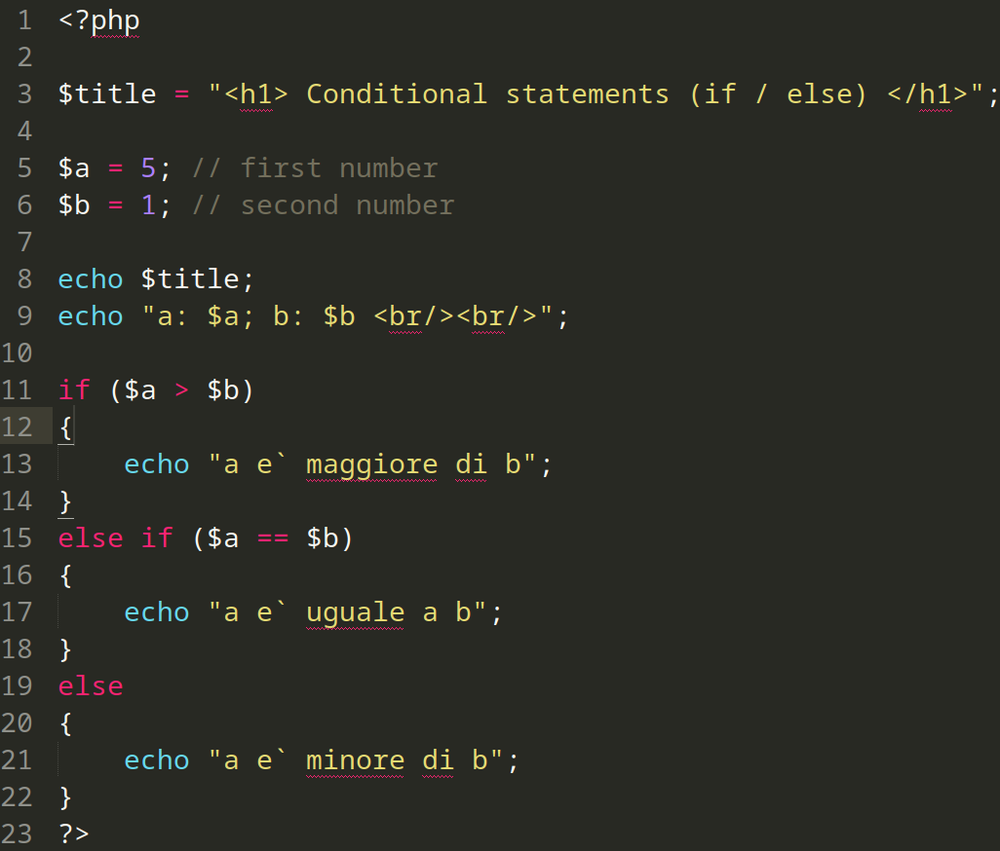 1 <?php
2
3 $title = "<h1> Conditional statements (if / else) </h1>";
4
5 $a = 5; // first number
6 $b = 1; // second number
7
8 echo $title;
9 echo "a: $a; b: $b <br/><br/>";
10
11 if ($a > $b)
12 {
13     echo "a e` maggiore di b";
14 }
15 else if ($a == $b)
16 {
17     echo "a e` uguale a b";
18 }
19 else
20 {
21     echo "a e` minore di b";
22 }
23 ?>